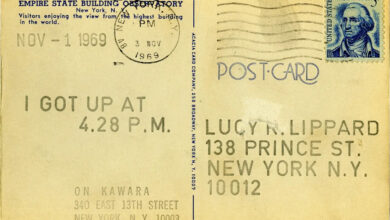 EMPIRE STATE BUILDING OBSERVATORY
New York, N.Y.
Visitors enjoying the view from the highest building
in the world.
NOV - 1 1969
PM
3 NOV
1969
POST-CARD
I GOT UP AT
4.28 P.M.
LUCY R. LIPPARD
138 PRINCE ST.
NEW YORK N.Y.
10012
ON KAWARA
340 EAST 13TH STREET
NEW YORK, N.Y. 10003
UNITED STATES